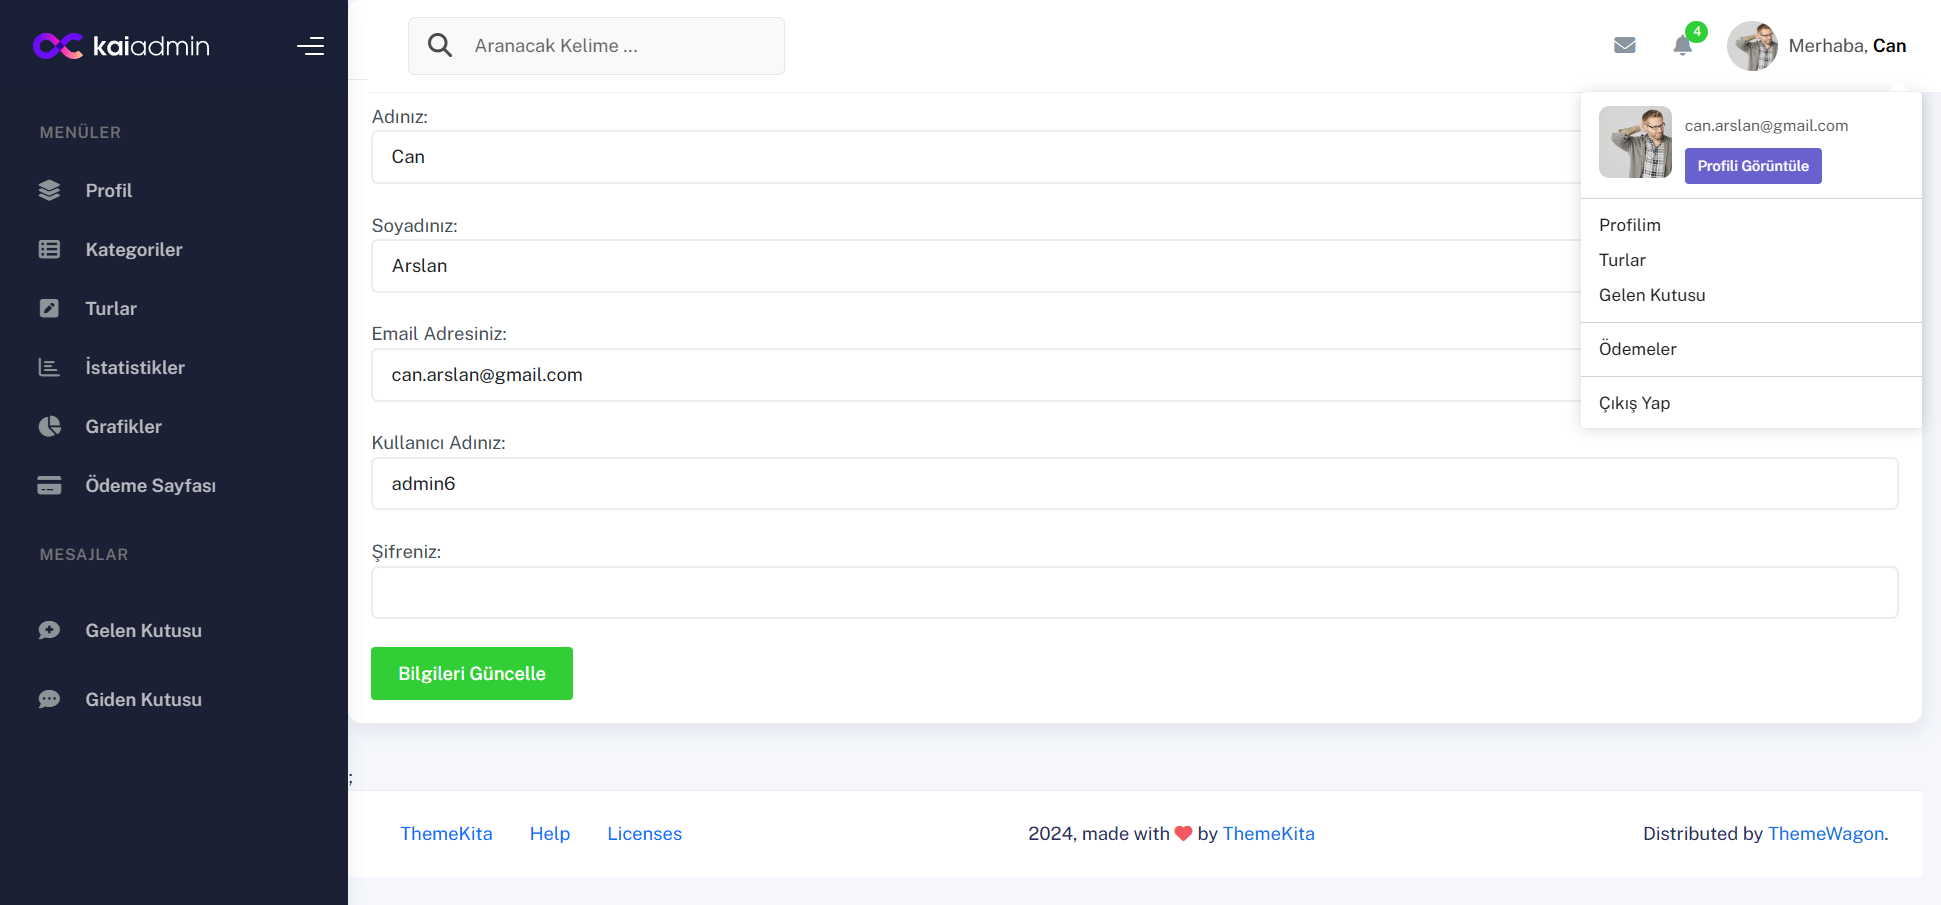 kaiadmin
Aranacak Kelime ...
4
Merhaba, Can
MENÜLER
Profil
Kategoriler
Turlar
İstatistikler
Grafikler
Ödeme Sayfası
MESAJLAR
Gelen Kutusu
Giden Kutusu
Adınız:
Can
Soyadınız:
Arslan
Email Adresiniz:
can.arslan@gmail.com
Kullanıcı Adınız:
admin6
Şifreniz:
Bilgileri Güncelle
can.arslan@gmail.com
Profili Görüntüle
Profilim
Turlar
Gelen Kutusu
Ödemeler
Çıkış Yap
;
ThemeKita Help Licenses
2024, made with by ThemeKita
Distributed by ThemeWagon.